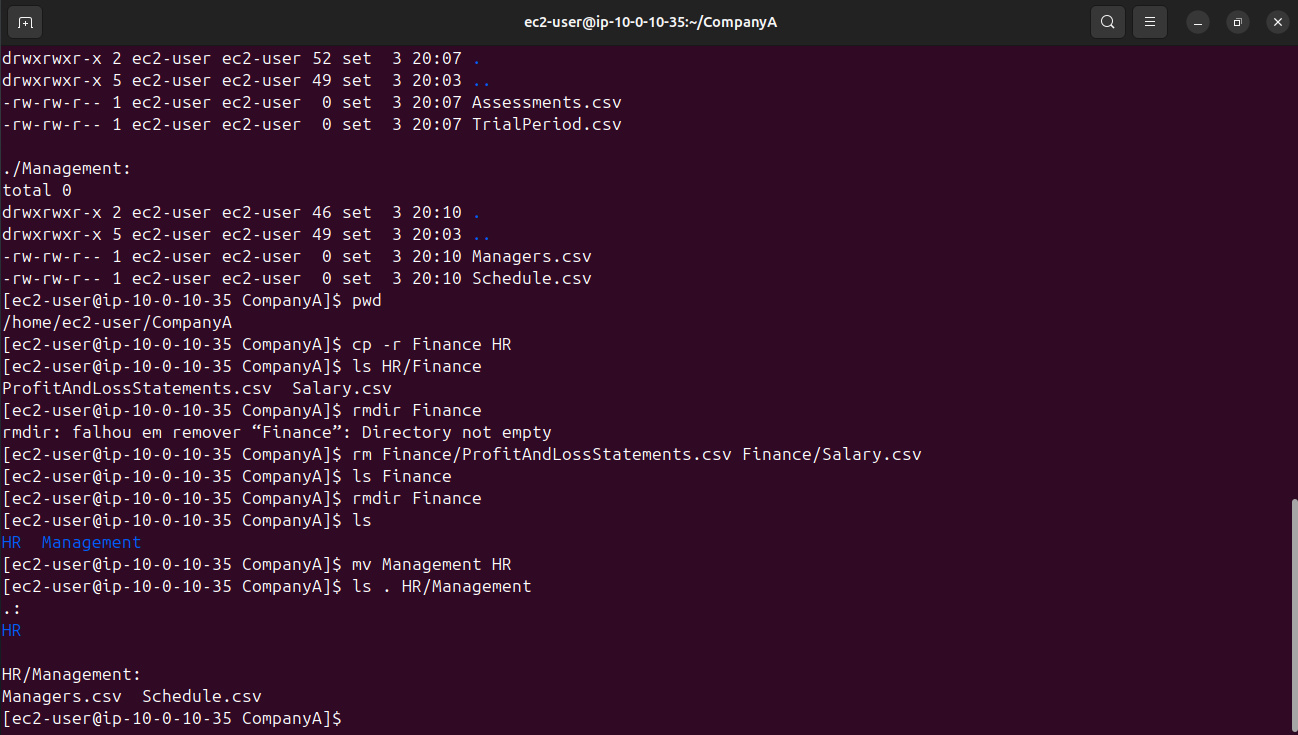 ec2-user@ip-10-0-10-35:~/CompanyA
drwxrwxr-x 2 ec2-user ec2-user 52 set  3 20:07 .
drwxrwxr-x 5 ec2-user ec2-user 49 set  3 20:03 ..
-rw-rw-r-- 1 ec2-user ec2-user  0 set  3 20:07 Assessments.csv
-rw-rw-r-- 1 ec2-user ec2-user  0 set  3 20:07 TrialPeriod.csv

./Management:
total 0
drwxrwxr-x 2 ec2-user ec2-user 46 set  3 20:10 .
drwxrwxr-x 5 ec2-user ec2-user 49 set  3 20:03 ..
-rw-rw-r-- 1 ec2-user ec2-user  0 set  3 20:10 Managers.csv
-rw-rw-r-- 1 ec2-user ec2-user  0 set  3 20:10 Schedule.csv
[ec2-user@ip-10-0-10-35 CompanyA]$ pwd
/home/ec2-user/CompanyA
[ec2-user@ip-10-0-10-35 CompanyA]$ cp -r Finance HR
[ec2-user@ip-10-0-10-35 CompanyA]$ ls HR/Finance
ProfitAndLossStatements.csv  Salary.csv
[ec2-user@ip-10-0-10-35 CompanyA]$ rmdir Finance
rmdir: falhou em remover “Finance”: Directory not empty
[ec2-user@ip-10-0-10-35 CompanyA]$ rm Finance/ProfitAndLossStatements.csv Finance/Salary.csv
[ec2-user@ip-10-0-10-35 CompanyA]$ ls Finance
[ec2-user@ip-10-0-10-35 CompanyA]$ rmdir Finance
[ec2-user@ip-10-0-10-35 CompanyA]$ ls
HR  Management
[ec2-user@ip-10-0-10-35 CompanyA]$ mv Management HR
[ec2-user@ip-10-0-10-35 CompanyA]$ ls . HR/Management
.:
HR

HR/Management:
Managers.csv  Schedule.csv
[ec2-user@ip-10-0-10-35 CompanyA]$